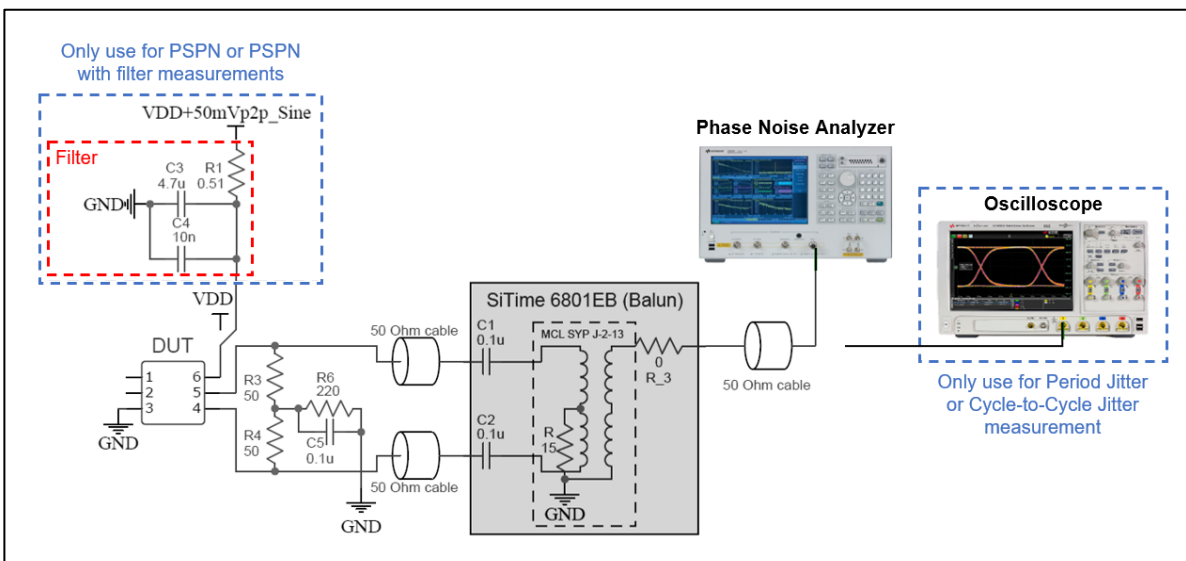 Only use for PSPN or PSPN
with filter measurements
VDD+50mVp2p_Sine
Filter
C3
4.7u
R1
0.51
GND
C4
10n
VDD
DUT
1
2
3
6
5
4
GND
R3
50
R4
50
R6
220
C5
0.1u
GND
50 Ohm cable
50 Ohm cable
SiTime 6801EB (Balun)
C1
0.1u
MCL SYP J-2-13
C2
0.1u
R
15
GND
0
R_3
50 Ohm cable
Phase Noise Analyzer
Oscilloscope
Only use for Period Jitter
or Cycle-to-Cycle Jitter
measurement